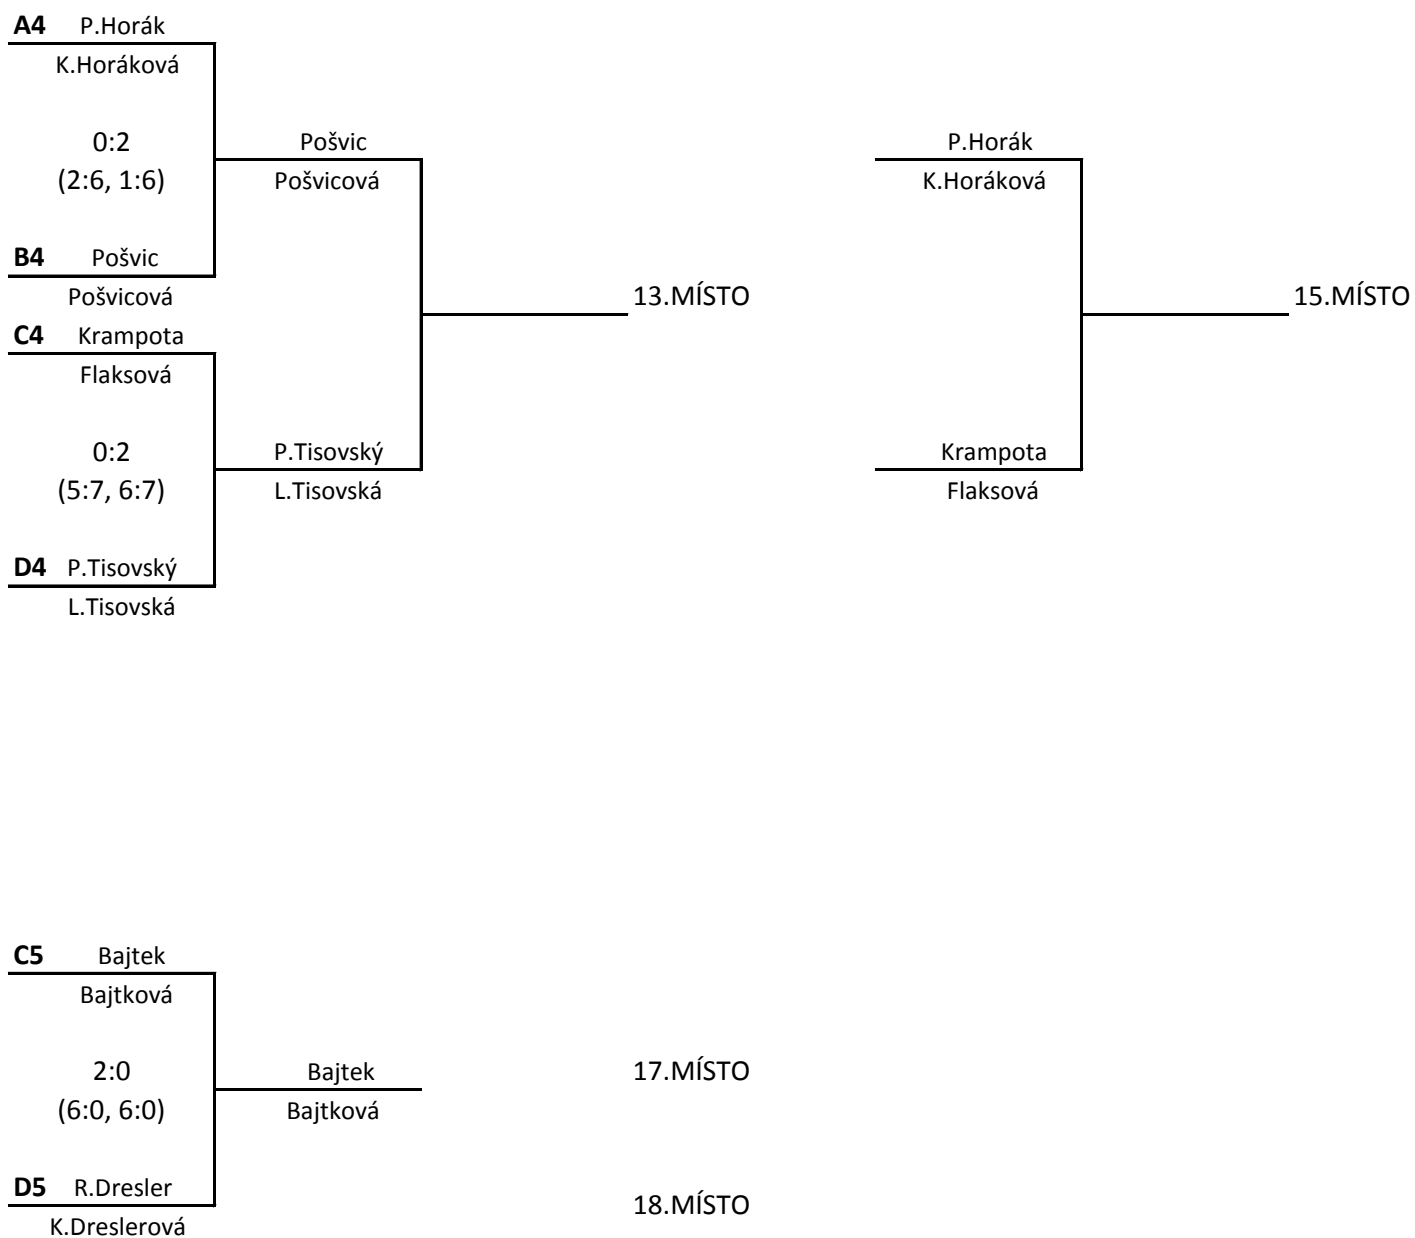 A4 P.Horák
K.Horáková
0:2 Pošvic P.Horák
(2:6, 1:6) Pošvicová K.Horáková
B4 Pošvic
Pošvicová 13.MÍSTO 15.MÍSTO
C4 Krampota
Flaksová
0:2 P.Tisovský Krampota
(5:7, 6:7) L.Tisovská Flaksová
D4 P.Tisovský
L.Tisovská
C5 Bajtek
Bajtková
2:0 Bajtek 17.MÍSTO
(6:0, 6:0) Bajtková
D5 R.Dresler 18.MÍSTO
K.Dreslerová